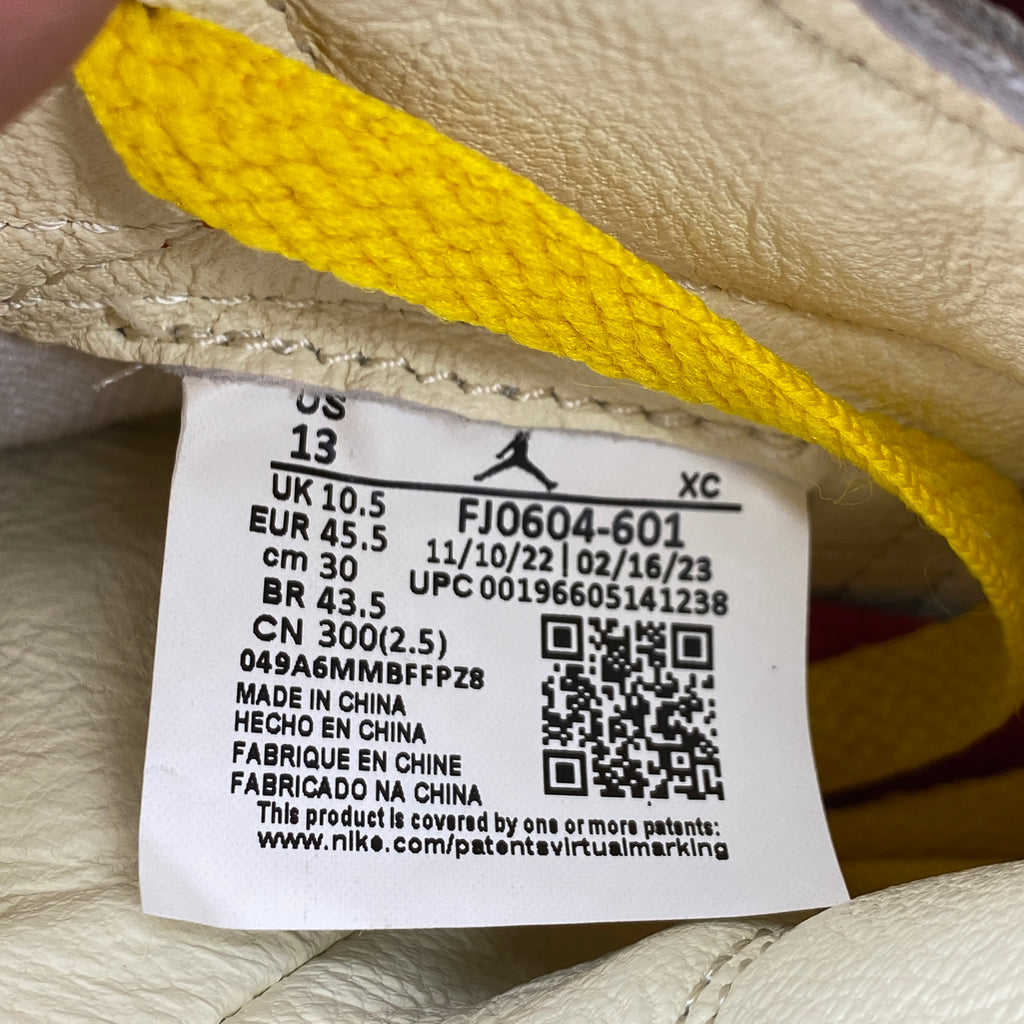 US
13
XC
UK 10.5
EUR 45.5
cm 30
BR 43.5
CN 300(2.5)
FJ0604-601
11/10/22 | 02/16/23
UPC 00196605141238
049A6MMBFFPZ8
MADE IN CHINA
HECHO EN CHINA
FABRIQUE EN CHINE
FABRICADO NA CHINA
This product is covered by one or more patents:
www.nike.com/patentsvirtualmarking